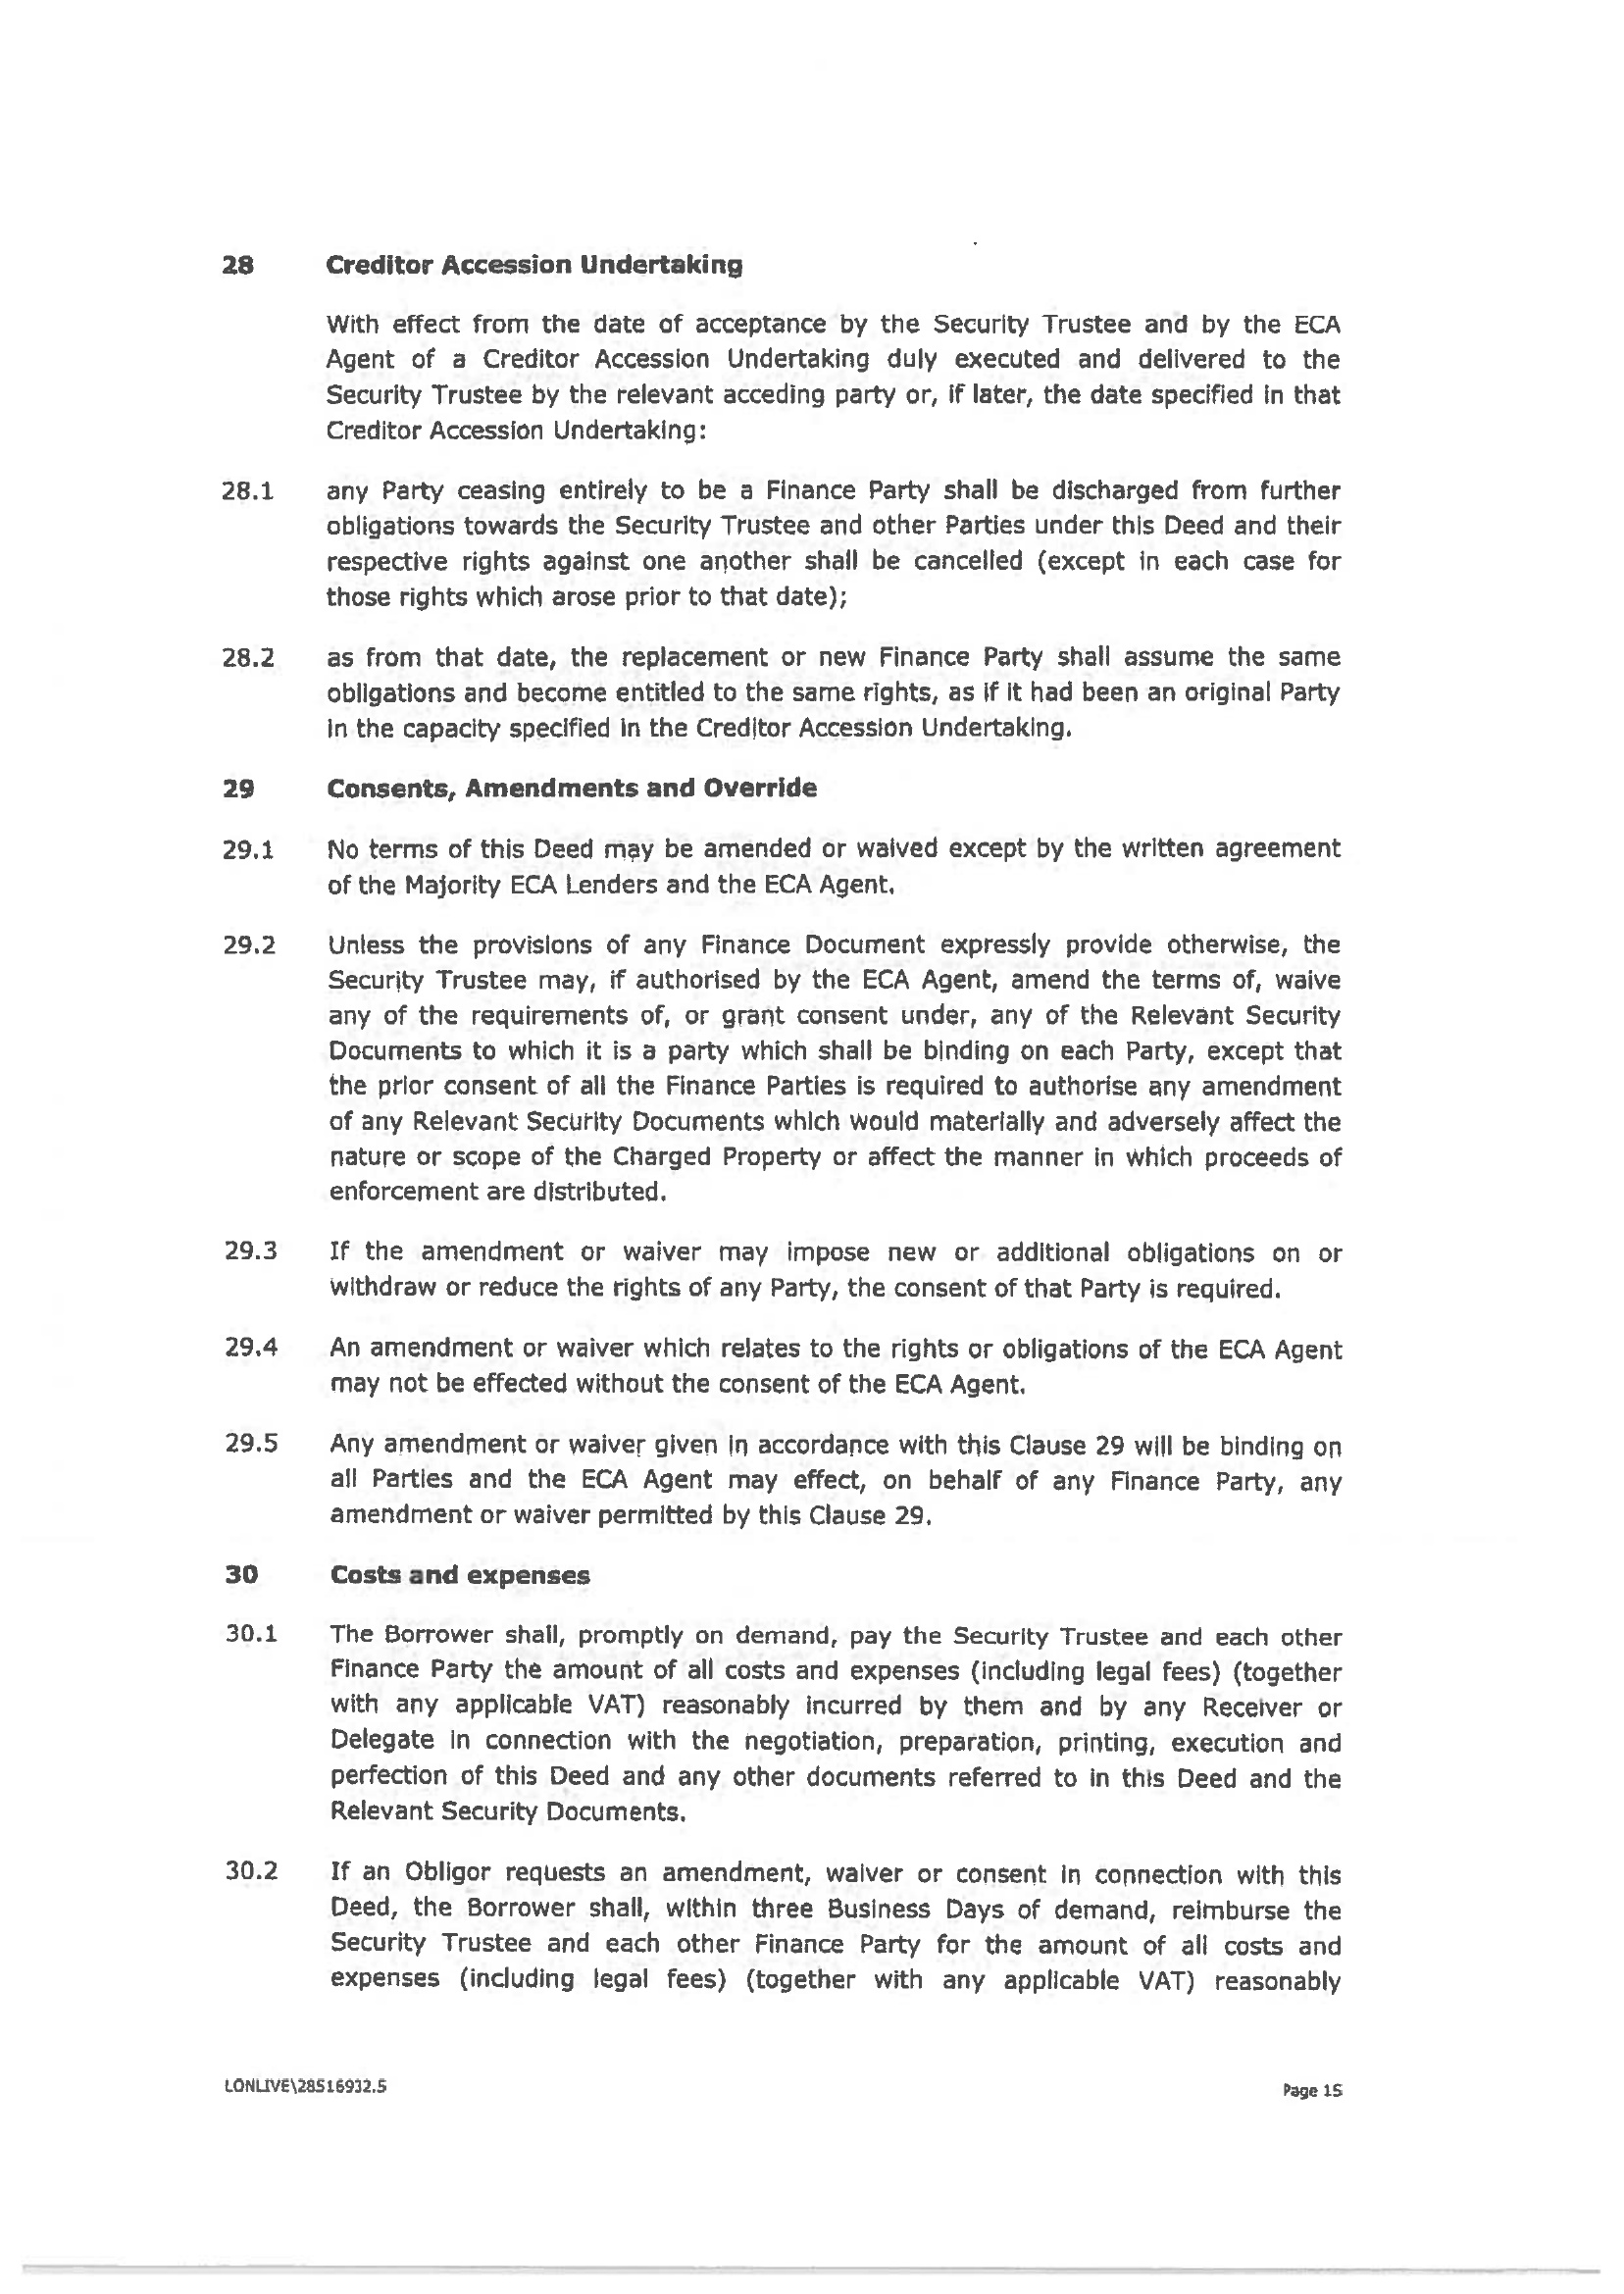 28 Creditor Accession Undertaking
With effect from the date of acceptance by the Security Trustee and by the ECA
Agent of a Creditor Accession Undertaking duly executed and delivered to the
Security Trustee by the relevant acceding party or, if later, the date specified in that
Creditor Accession Undertaking:
28.1 any Party ceasing entirely to be a Finance Party shall be discharged from further
obligations towards the Security Trustee and other Parties under this Deed and their
respective rights against one another shall be cancelled (except in each case for
those rights which arose prior to that date);
28.2 as from that date, the replacement or new Finance Party shall assume the same
obligations and become entitled to the same rights, as if it had been an original Party
in the capacity specified in the Creditor Accession Undertaking.
29 Consents, Amendments and Override
29.1 No terms of this Deed may be amended or waived except by the written agreement
of the Majority ECA Lenders and the ECA Agent.
29.2 Unless the provisions of any Finance Document expressly provide otherwise, the
Security Trustee may, if authorised by the ECA Agent, amend the terms of, waive
any of the requirements of, or grant consent under, any of the Relevant Security
Documents to which it is a party which shall be binding on each Party, except that
the prior consent of all the Finance Parties is required to authorise any amendment
of any Relevant Security Documents which would materially and adversely affect the
nature or scope of the Charged Property or affect the manner in which proceeds of
enforcement are distributed.
29.3 If the amendment or waiver may impose new or additional obligations on or
withdraw or reduce the rights of any Party, the consent of that Party is required.
29.4 An amendment or waiver which relates to the rights or obligations of the ECA Agent
may not be effected without the consent of the ECA Agent.
29.5 Any amendment or waiver given in accordance with this Clause 29 will be binding on
all Parties and the ECA Agent may effect, on behalf of any Finance Party, any
amendment or waiver permitted by this Clause 29.
30 Costs and expenses
30.1 The Borrower shall, promptly on demand, pay the Security Trustee and each other
Finance Party the amount of all costs and expenses (including legal fees) (together
with any applicable VAT) reasonably incurred by them and by any Receiver or
Delegate in connection with the negotiation, preparation, printing, execution and
perfection of this Deed and any other documents referred to in this Deed and the
Relevant Security Documents.
30.2 If an Obligor requests an amendment, waiver or consent in connection with this
Deed, the Borrower shall, within three Business Days of demand, reimburse the
Security Trustee and each other Finance Party for the amount of all costs and
expenses (including legal fees) (together with any applicable VAT) reasonably
LONLIVE\28516932.5 Page 15